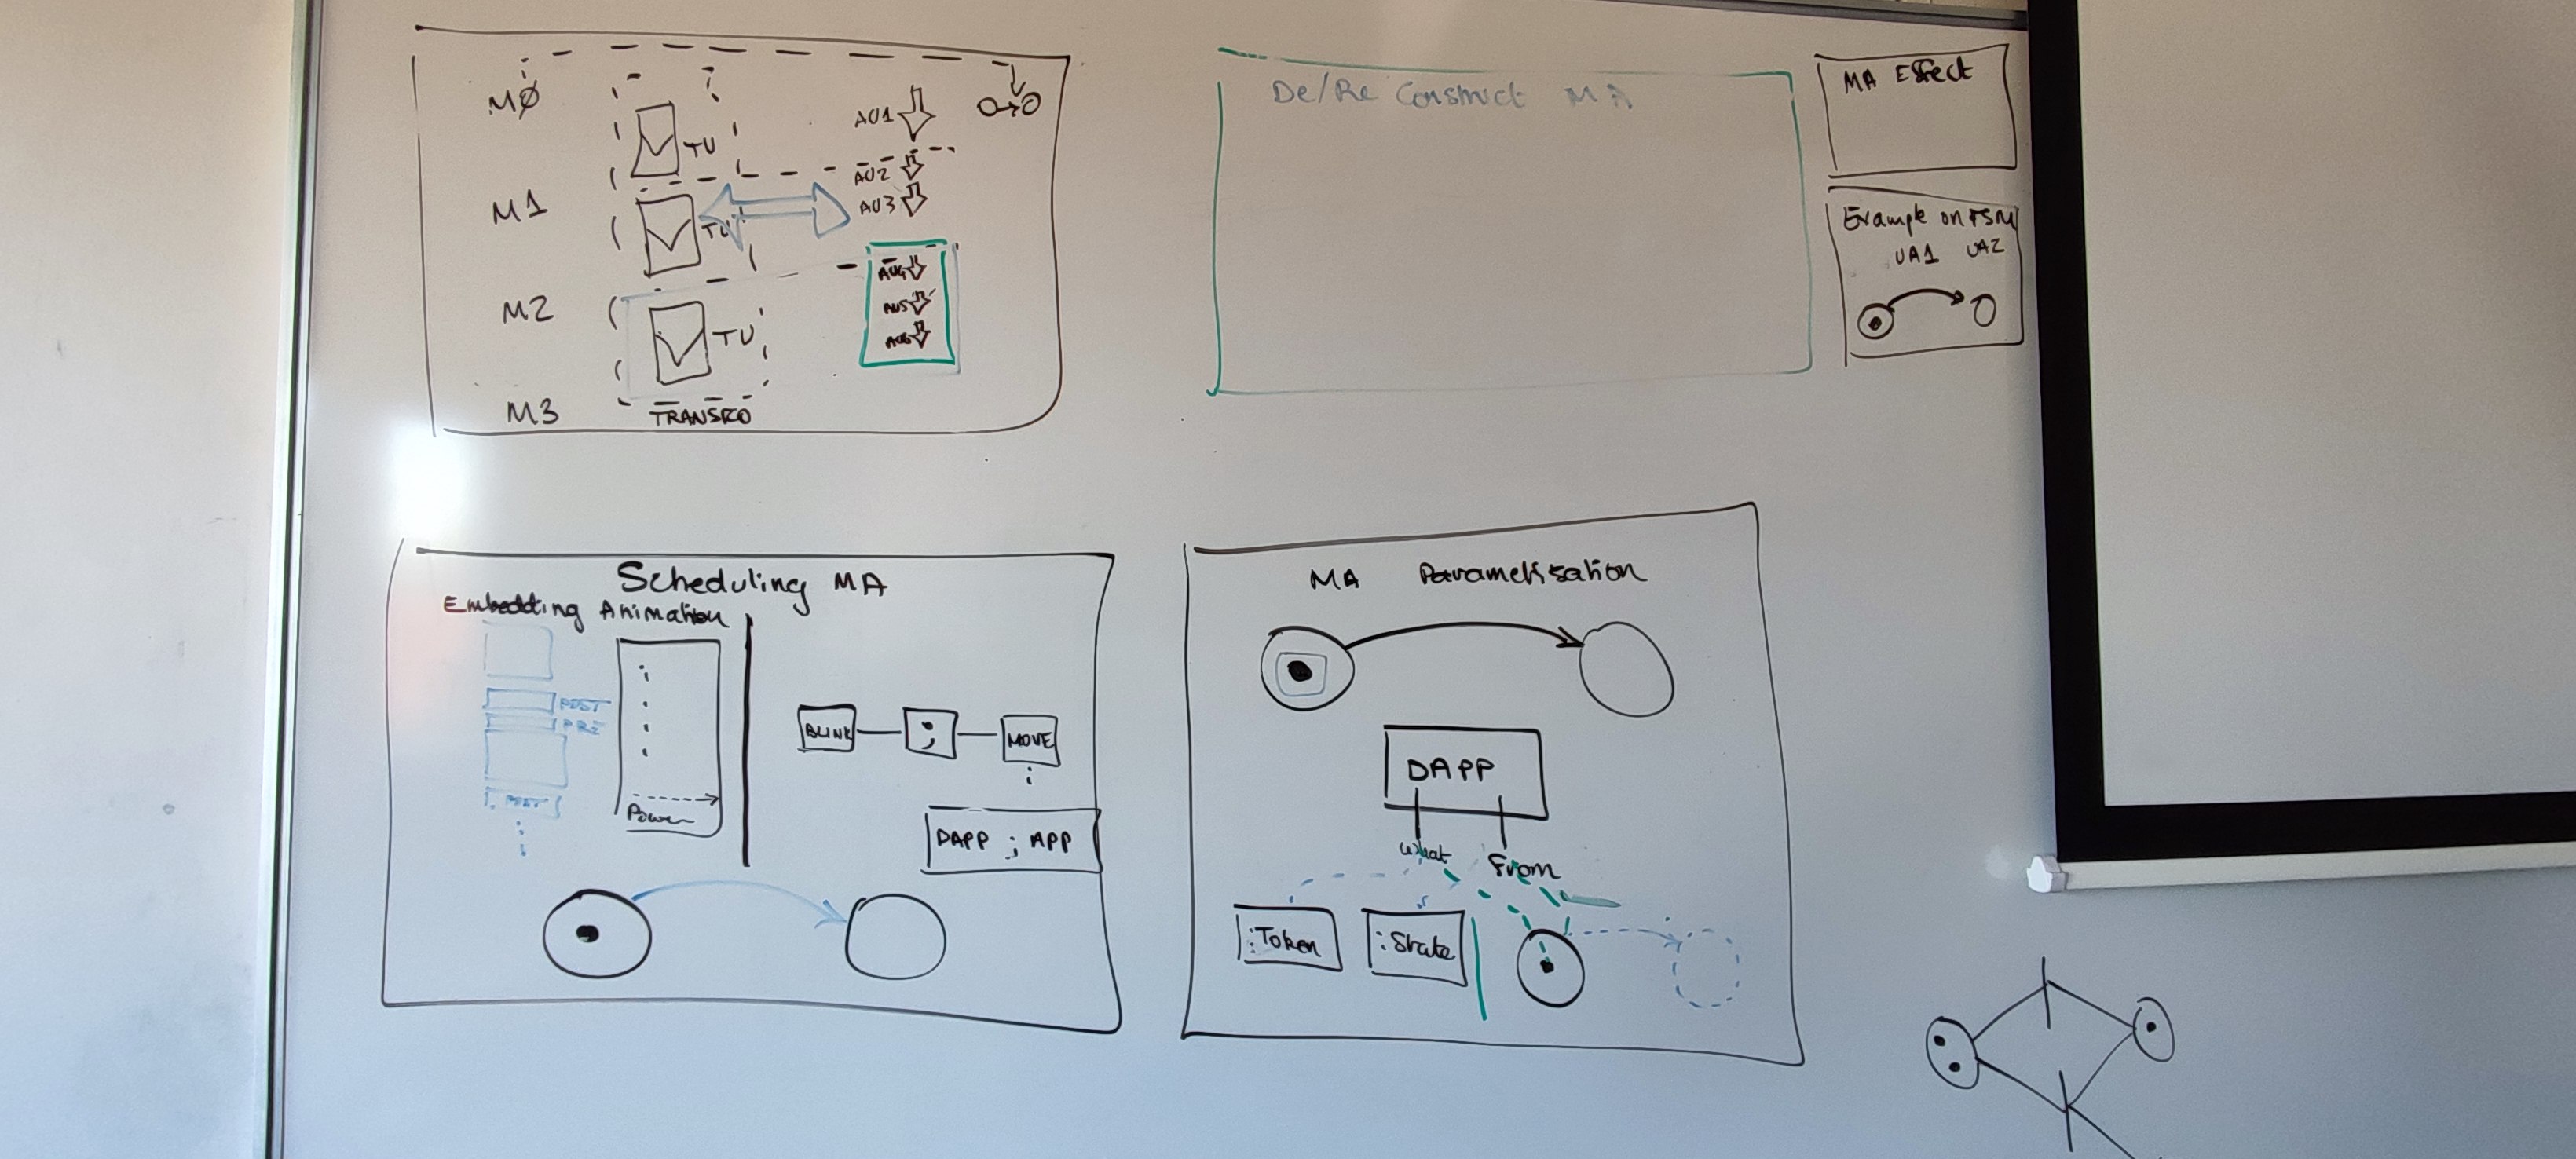 MØ
TU
AU1
AU2
M1
TU
AU3
AU4
M2
TU
AU5
AU6
M3
De/Re Construct MA
MA Effect
Example on FSM
UA1 UA2
Scheduling MA
Embedding Animation
POST
PRE
POST
Power
BLINK ; MOVE
DAPP ; APP
MA Parametisation
DAPP
what From
:Token :State